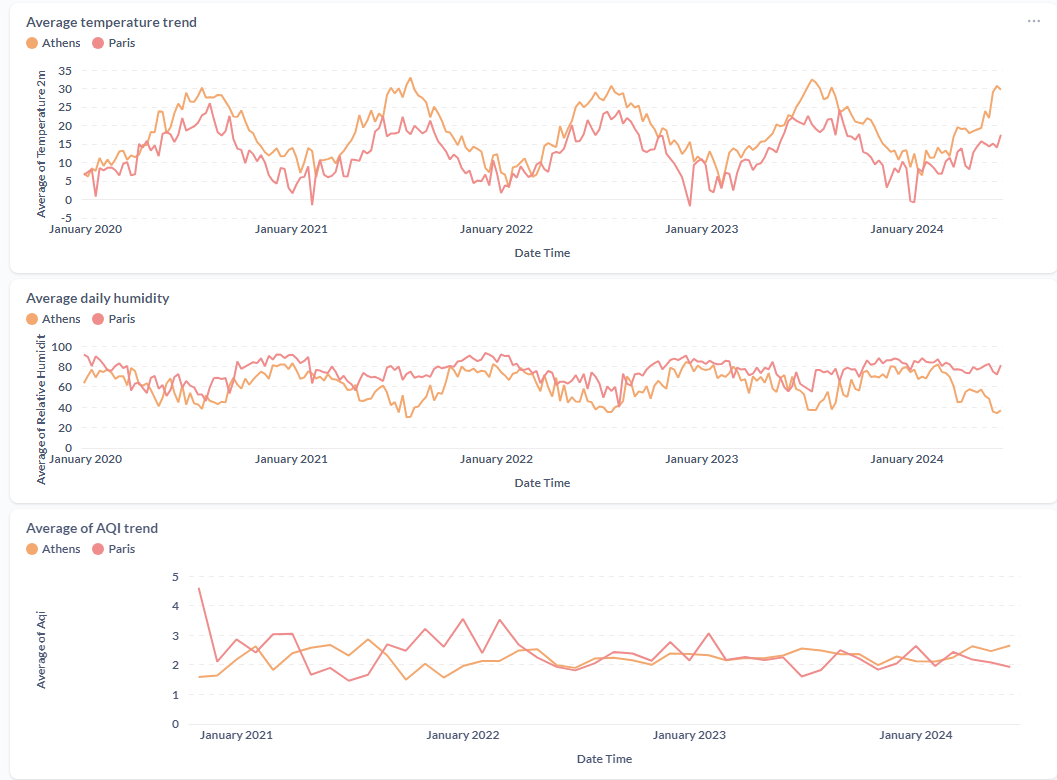 Average temperature trend
...
Athens Paris
Average of Temperature 2m
35
30
25
20
15
10
5
0
-5
January 2020 January 2021 January 2022 January 2023 January 2024
Date Time
Average daily humidity
Athens Paris
Average of Relative Humidit
100
80
60
40
20
0
January 2020 January 2021 January 2022 January 2023 January 2024
Date Time
Average of AQI trend
Athens Paris
Average of Aqi
5
4
3
2
1
0
January 2021 January 2022 January 2023 January 2024
Date Time